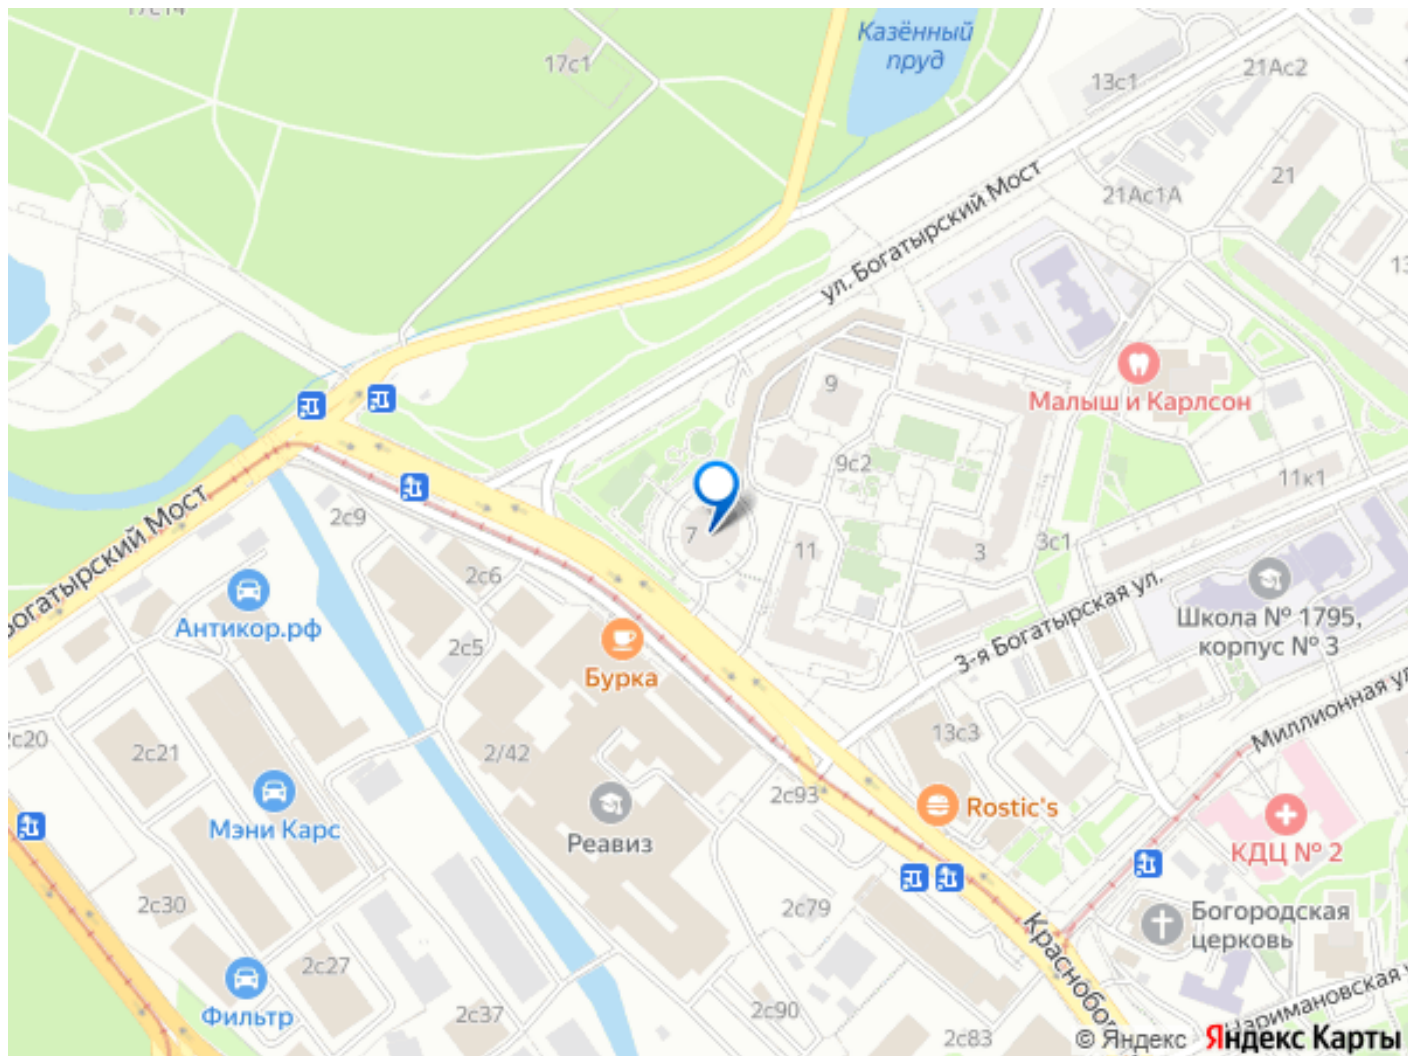 Казённый
пруд
17с1
13с1
21Ас2
21
21Ас1А
ул. Богатырский Мост
Малыш и Карлсон
9
9с2
11к1
2с9
7
11
3
3с1
2с6
Богатырский Мост
Антикор.рф
2с5
Бурка
3-я Богатырская ул.
Школа № 1795,
корпус № 3
Миллионная ул
2с21
2/42
13с3
2с93
Rostic's
Мэни Карс
Реавиз
КДЦ № 2
2с30
2с79
Богородская
церковь
2с27
Фильтр
2с37
2с90
2с83
Краснобого
Наримановская у
© Яндекс Яндекс Карты